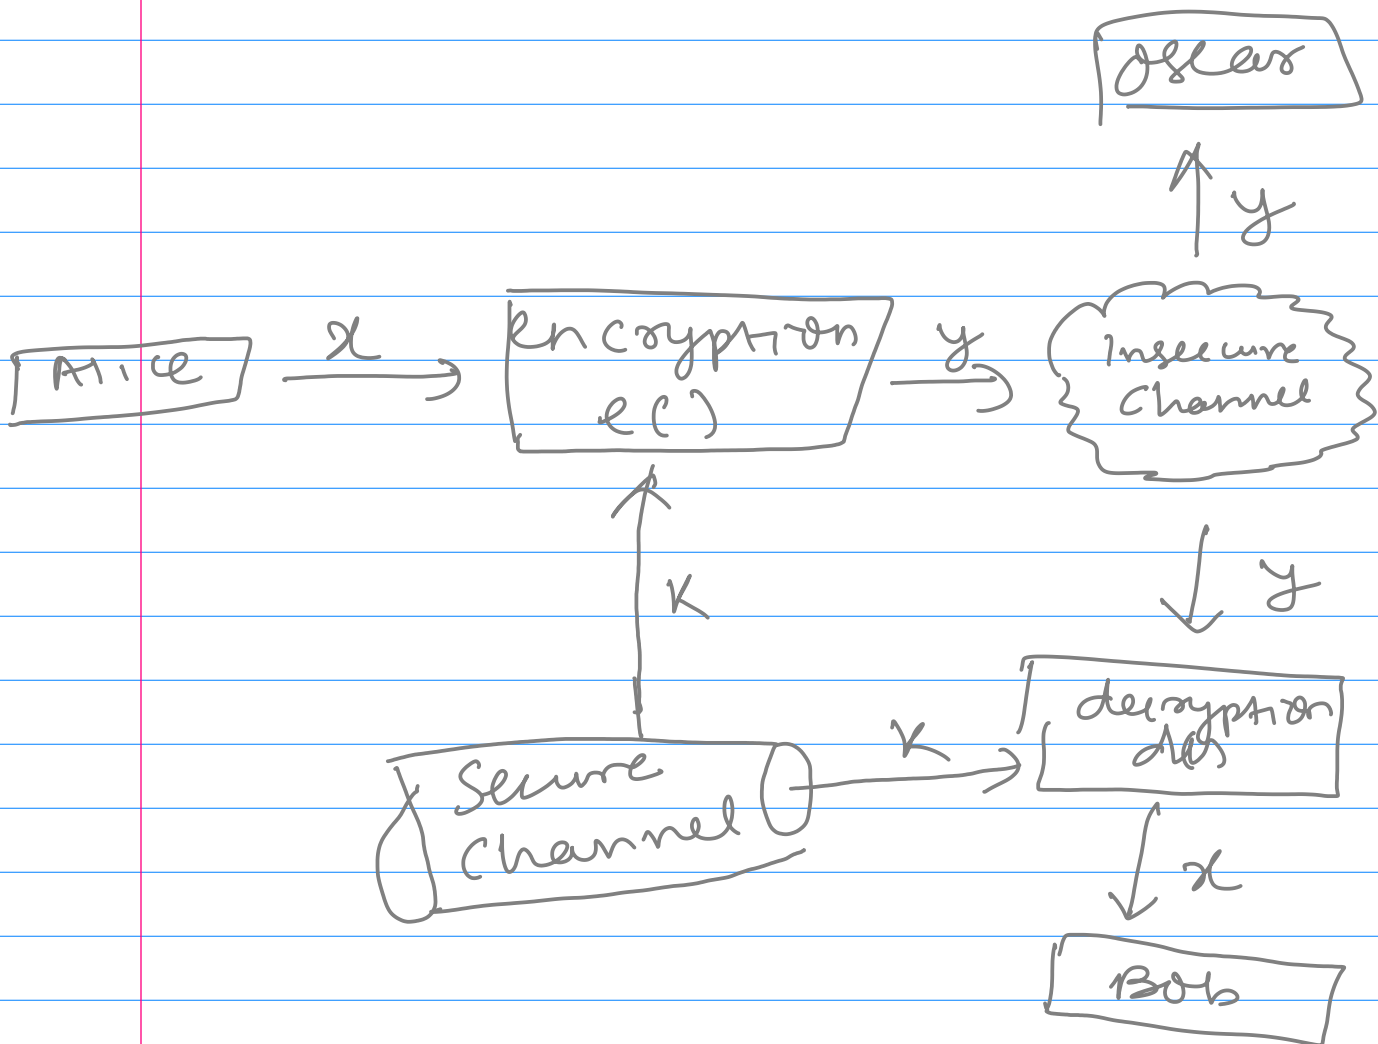 Oscar
y
x
encryption
y
Insecure
Alice
channel
e()
K
y
decryption
K
d()
Secure
channel
x
Bob